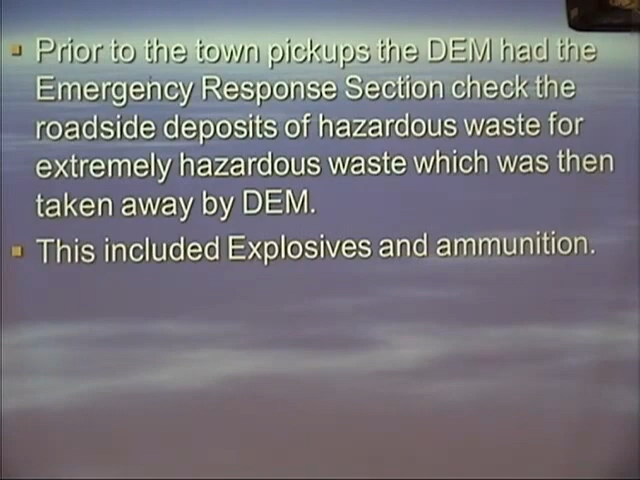 Prior to the town pickups the DEM had the
Emergency Response Section check the
roadside deposits of hazardous waste for
extremely hazardous waste which was then
taken away by DEM.
This included Explosives and ammunition.